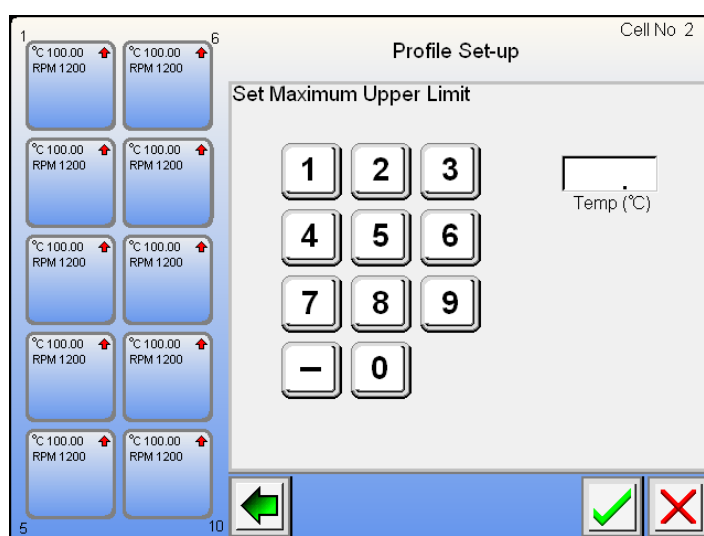 Cell No 2
Profile Set-up
1
6
°C 100.00
RPM 1200
°C 100.00
RPM 1200
°C 100.00
RPM 1200
°C 100.00
RPM 1200
°C 100.00
RPM 1200
°C 100.00
RPM 1200
°C 100.00
RPM 1200
°C 100.00
RPM 1200
°C 100.00
RPM 1200
°C 100.00
RPM 1200
5
10
Set Maximum Upper Limit
1 2 3
4 5 6
7 8 9
– 0
.
Temp (°C)